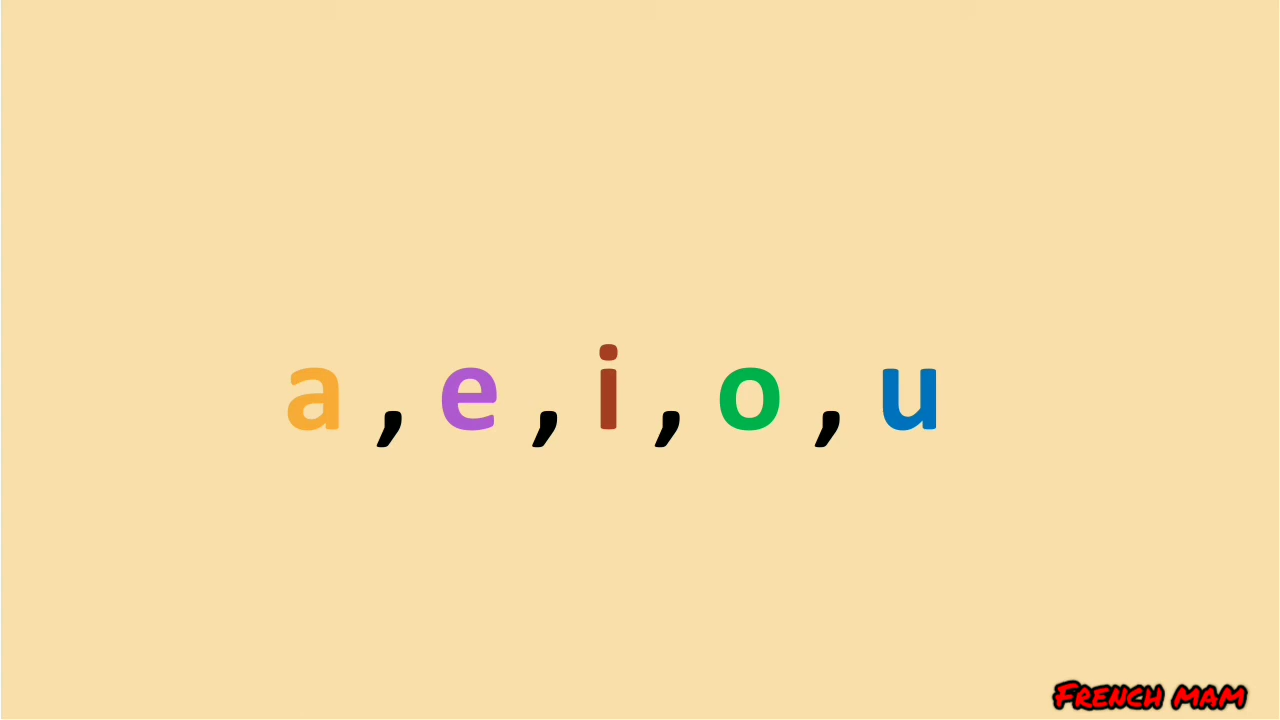 a , e , i , o , u
French mam